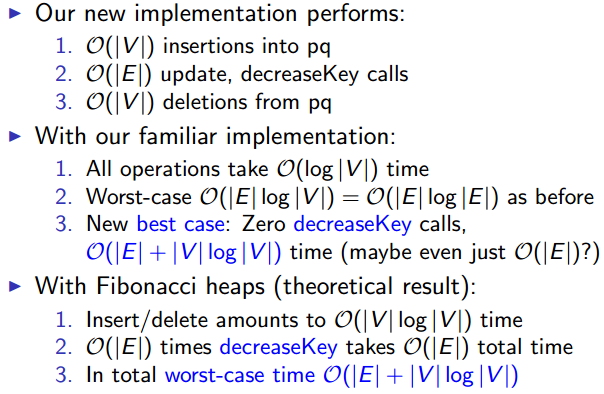 ▶ Our new implementation performs:
1. 𝒪(|V|) insertions into pq
2. 𝒪(|E|) update, decreaseKey calls
3. 𝒪(|V|) deletions from pq
▶ With our familiar implementation:
1. All operations take 𝒪(log |V|) time
2. Worst-case 𝒪(|E| log |V|) = 𝒪(|E| log |E|) as before
3. New best case: Zero decreaseKey calls,
𝒪(|E| + |V| log |V|) time (maybe even just 𝒪(|E|)?)
▶ With Fibonacci heaps (theoretical result):
1. Insert/delete amounts to 𝒪(|V| log |V|) time
2. 𝒪(|E|) times decreaseKey takes 𝒪(|E|) total time
3. In total worst-case time 𝒪(|E| + |V| log |V|)